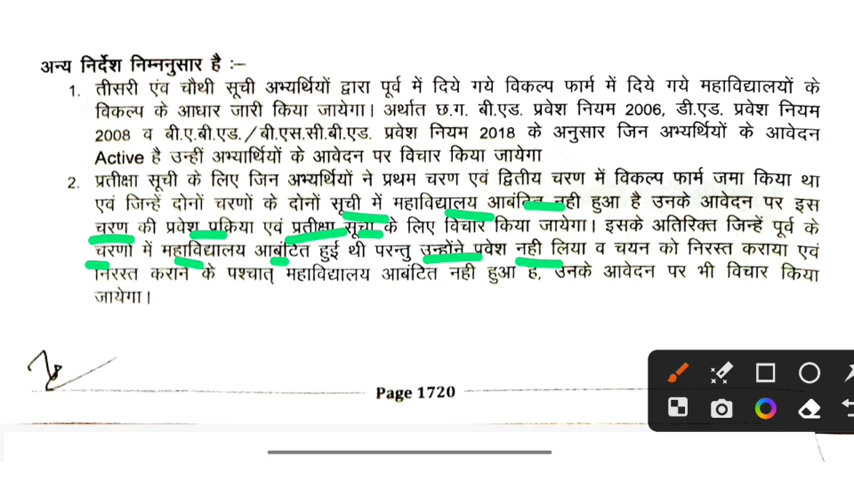 अन्य निर्देश निम्ननुसार है :–
1. तीसरी एंव चौथी सूची अभ्यर्थियों द्वारा पूर्व में दिये गये विकल्प फार्म में दिये गये महाविद्यालयों के
विकल्प के आधार जारी किया जायेगा। अर्थात छ.ग. बी.एड. प्रवेश नियम 2006, डी.एड. प्रवेश नियम
2008 व बी.ए.बी.एड./बी.एस.सी.बी.एड. प्रवेश नियम 2018 के अनुसार जिन अभ्यर्थियों के आवेदन
Active है उन्हीं अभ्यार्थियों के आवेदन पर विचार किया जायेगा
2. प्रतीक्षा सूची के लिए जिन अभ्यर्थियों ने प्रथम चरण एवं द्वितीय चरण में विकल्प फार्म जमा किया था
एवं जिन्हें दोनों चरणों के दोनों सूची में महाविद्यालय आबंटित नही हुआ है उनके आवेदन पर इस
चरण की प्रवेश प्रक्रिया एवं प्रतीक्षा सूची के लिए विचार किया जायेगा। इसके अतिरिक्त जिन्हें पूर्व के
चरणों में महाविद्यालय आबंटित हुई थी परन्तु उन्होंने प्रवेश नही लिया व चयन को निरस्त कराया एवं
निरस्त कराने के पश्चात् महाविद्यालय आबंटित नही हुआ है, उनके आवेदन पर भी विचार किया
जायेगा।
Page 1720